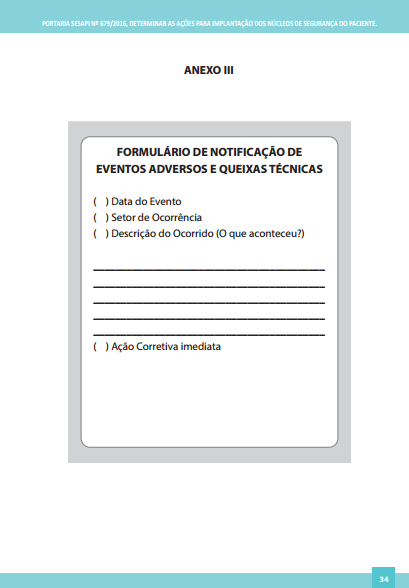 PORTARIA SESAPI Nº 679/2016, DETERMINAR AS AÇÕES PARA IMPLANTAÇÃO DOS NÚCLEOS DE SEGURANÇA DO PACIENTE.
ANEXO III
FORMULÁRIO DE NOTIFICAÇÃO DE
EVENTOS ADVERSOS E QUEIXAS TÉCNICAS
( ) Data do Evento
( ) Setor de Ocorrência
( ) Descrição do Ocorrido (O que aconteceu?)
( ) Ação Corretiva imediata
34